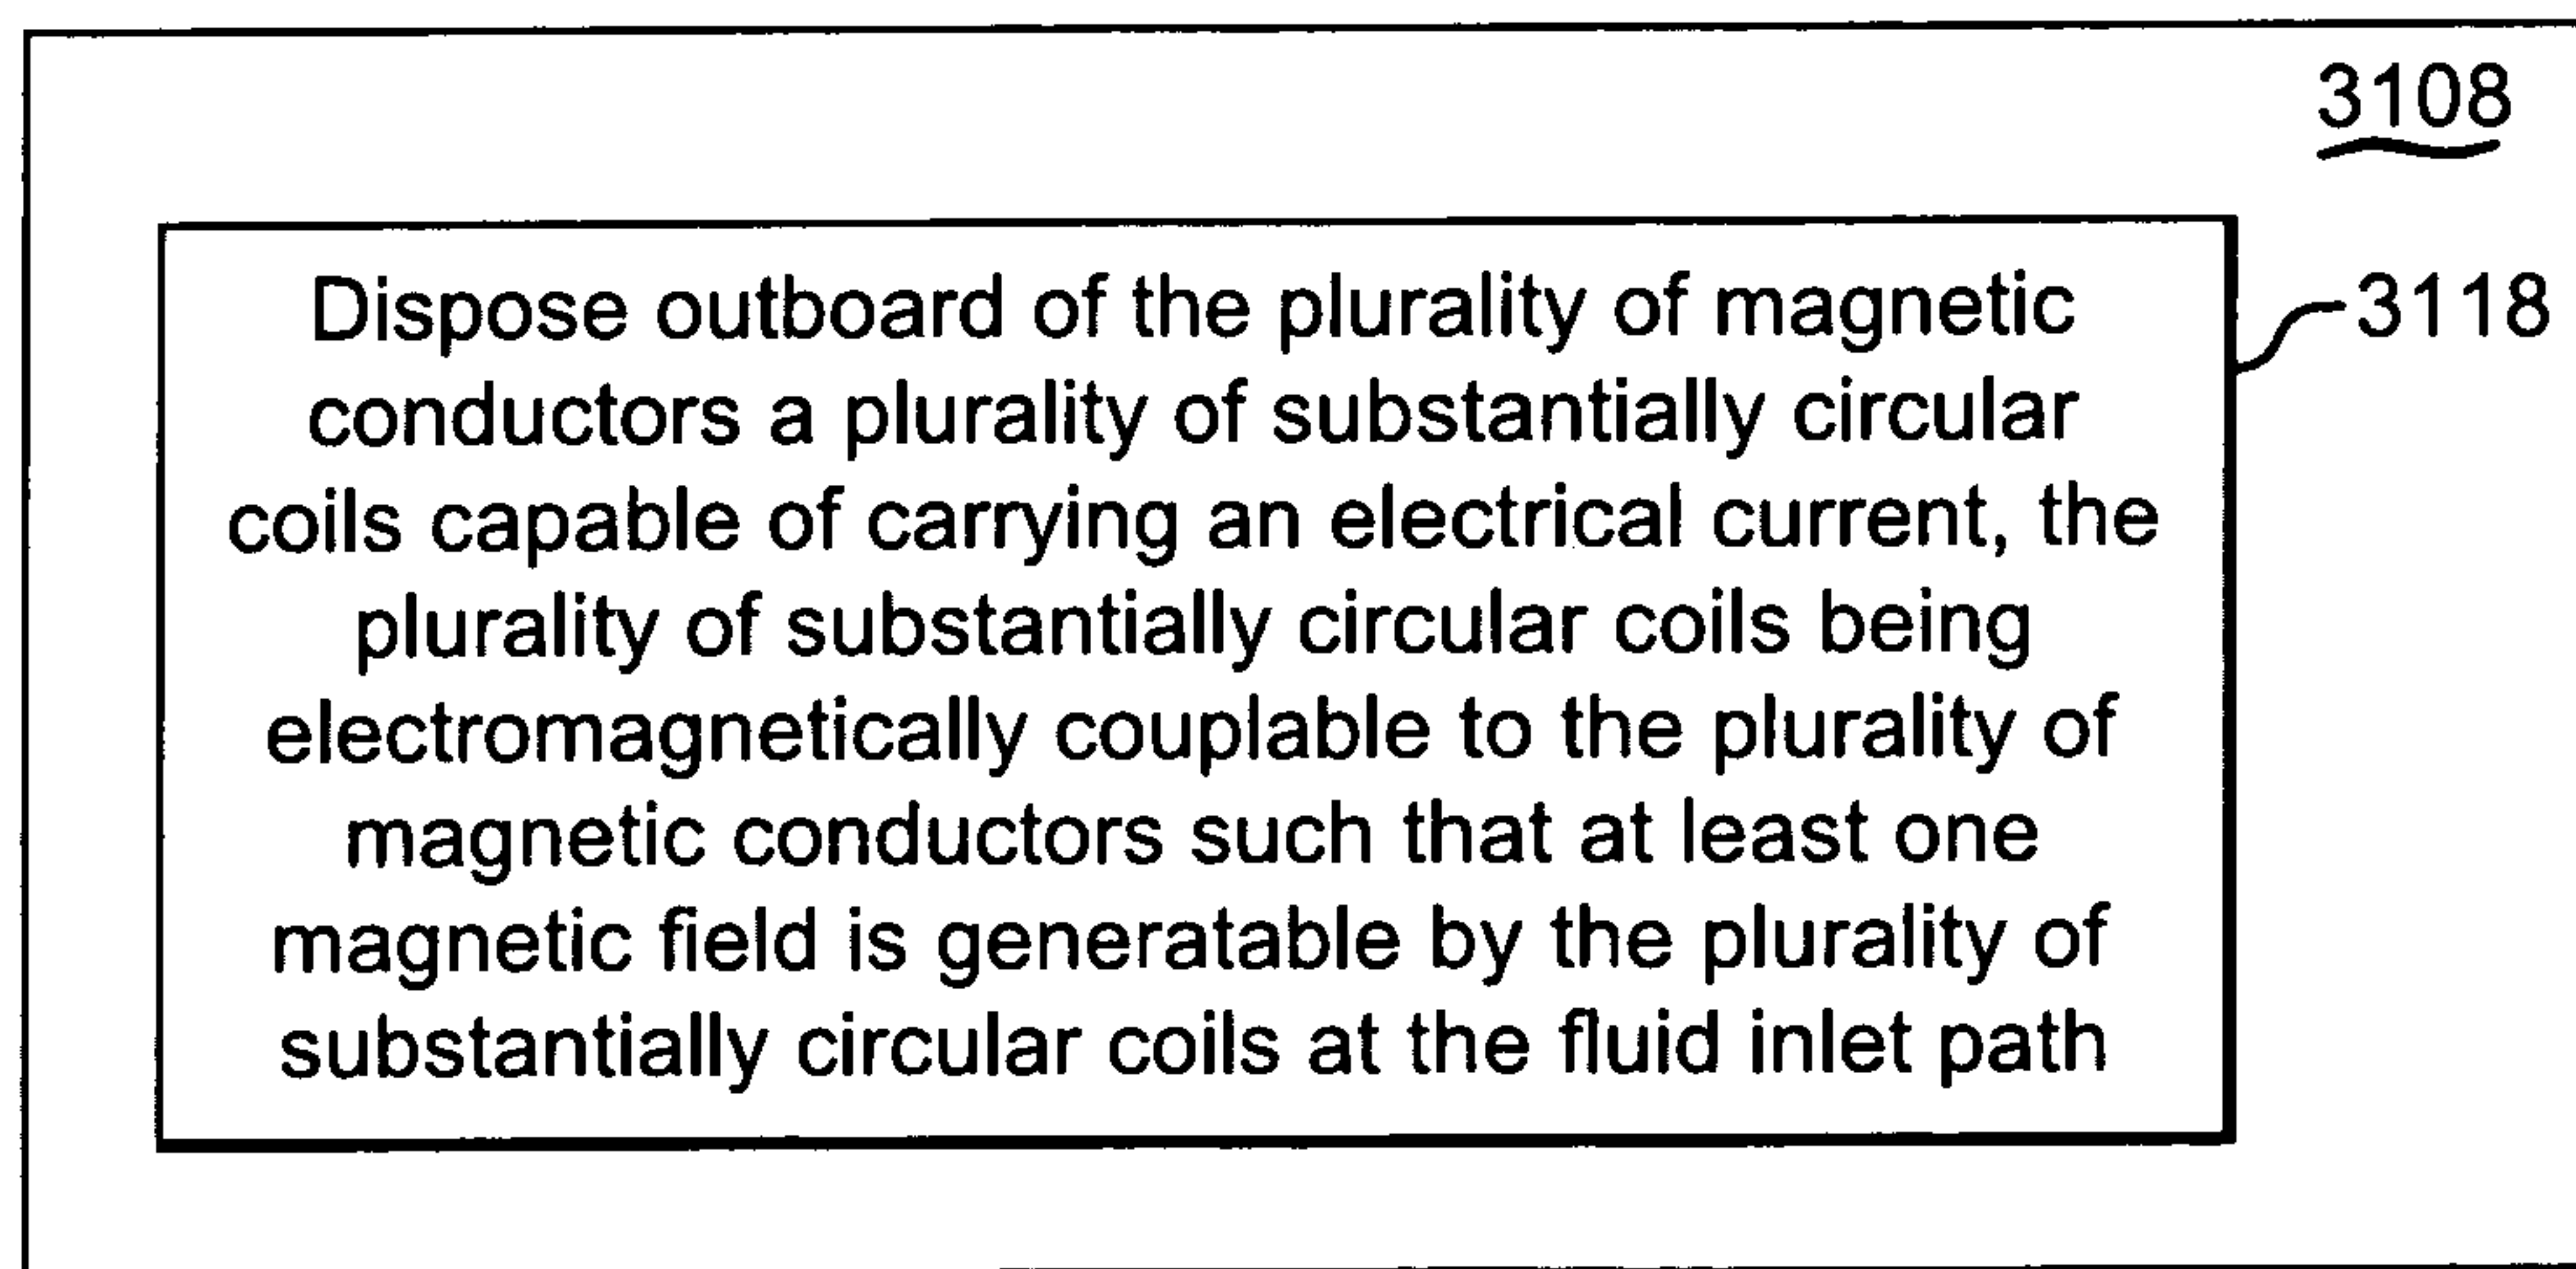 3108
Dispose outboard of the plurality of magnetic
conductors a plurality of substantially circular
coils capable of carrying an electrical current, the
plurality of substantially circular coils being
electromagnetically couplable to the plurality of
magnetic conductors such that at least one
magnetic field is generatable by the plurality of
substantially circular coils at the fluid inlet path
3118